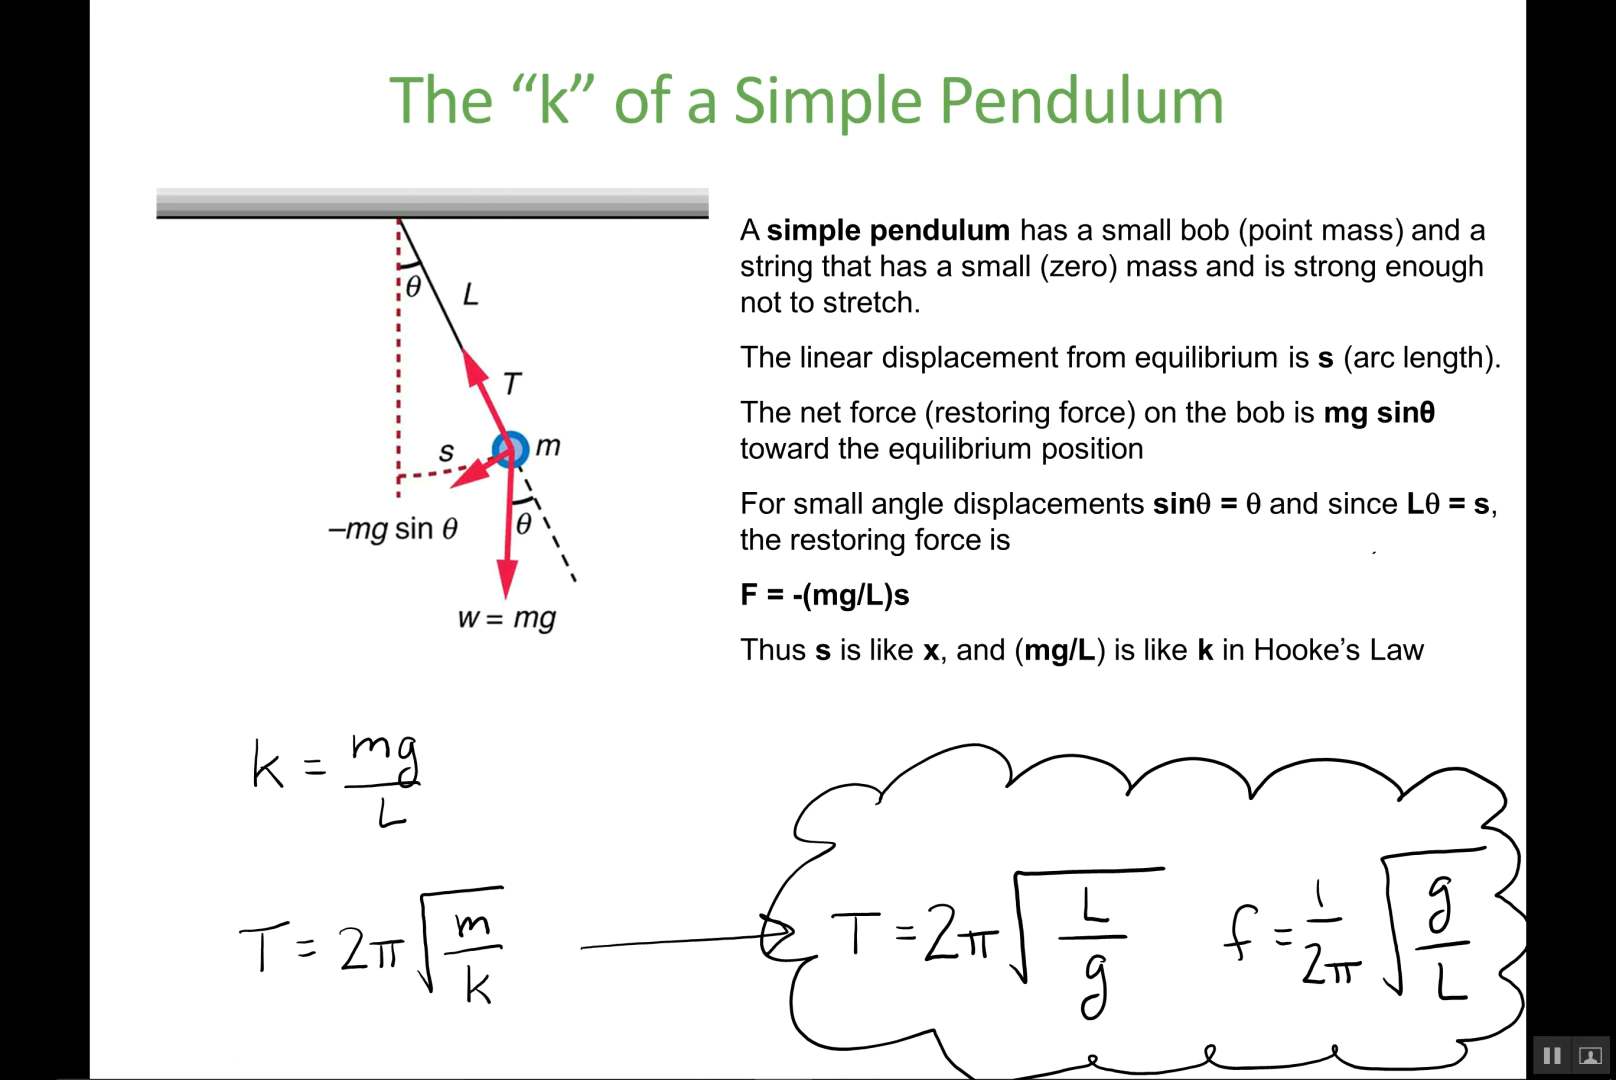 The “k” of a Simple Pendulum
θ
L
T
s
m
–mg sin θ
θ
w = mg
A simple pendulum has a small bob (point mass) and a
string that has a small (zero) mass and is strong enough
not to stretch.
The linear displacement from equilibrium is s (arc length).
The net force (restoring force) on the bob is mg sinθ
toward the equilibrium position
For small angle displacements sinθ = θ and since Lθ = s,
the restoring force is
F = -(mg/L)s
Thus s is like x, and (mg/L) is like k in Hooke’s Law
k = mg/L
T = 2π√(m/k)
T = 2π√(L/g)
f = 1/2π √(g/L)